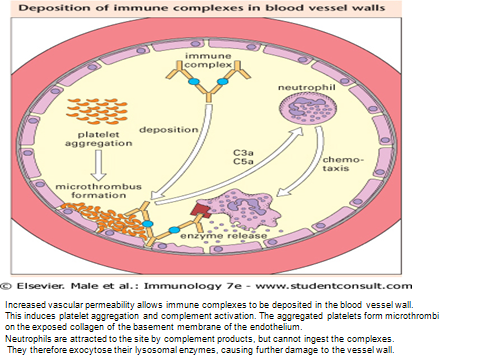 Deposition of immune complexes in blood vessel walls
immune
complex
neutrophil
deposition
platelet
aggregation
C3a
C5a
chemo-
taxis
microthrombus
formation
enzyme release
© Elsevier. Male et al.: Immunology 7e - www.studentconsult.com
Increased vascular permeability allows immune complexes to be deposited in the blood vessel wall.
This induces platelet aggregation and complement activation. The aggregated platelets form microthrombi
on the exposed collagen of the basement membrane of the endothelium.
Neutrophils are attracted to the site by complement products, but cannot ingest the complexes.
They therefore exocytose their lysosomal enzymes, causing further damage to the vessel wall.